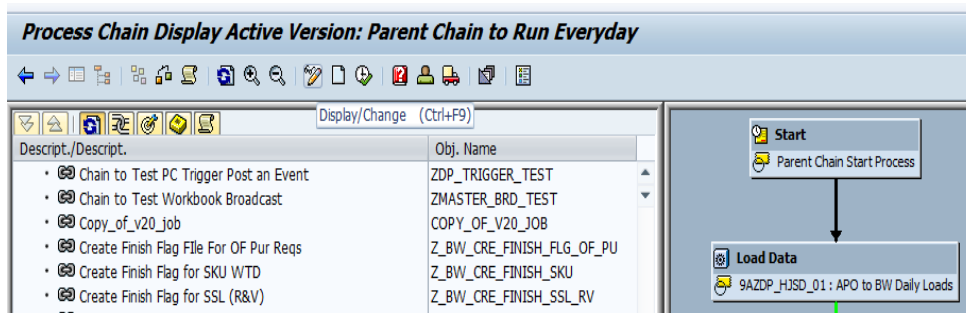 Process Chain Display Active Version: Parent Chain to Run Everyday
Display/Change (Ctrl+F9)
Descript./Descript. Obj. Name
Chain to Test PC Trigger Post an Event ZDP_TRIGGER_TEST
Chain to Test Workbook Broadcast ZMASTER_BRD_TEST
Copy_of_v20_job COPY_OF_V20_JOB
Create Finish Flag FIle For OF Pur Reqs Z_BW_CRE_FINISH_FLG_OF_PU
Create Finish Flag for SKU WTD Z_BW_CRE_FINISH_SKU
Create Finish Flag for SSL (R&V) Z_BW_CRE_FINISH_SSL_RV
Start
Parent Chain Start Process
Load Data
9AZDP_HJSD_01 : APO to BW Daily Loads